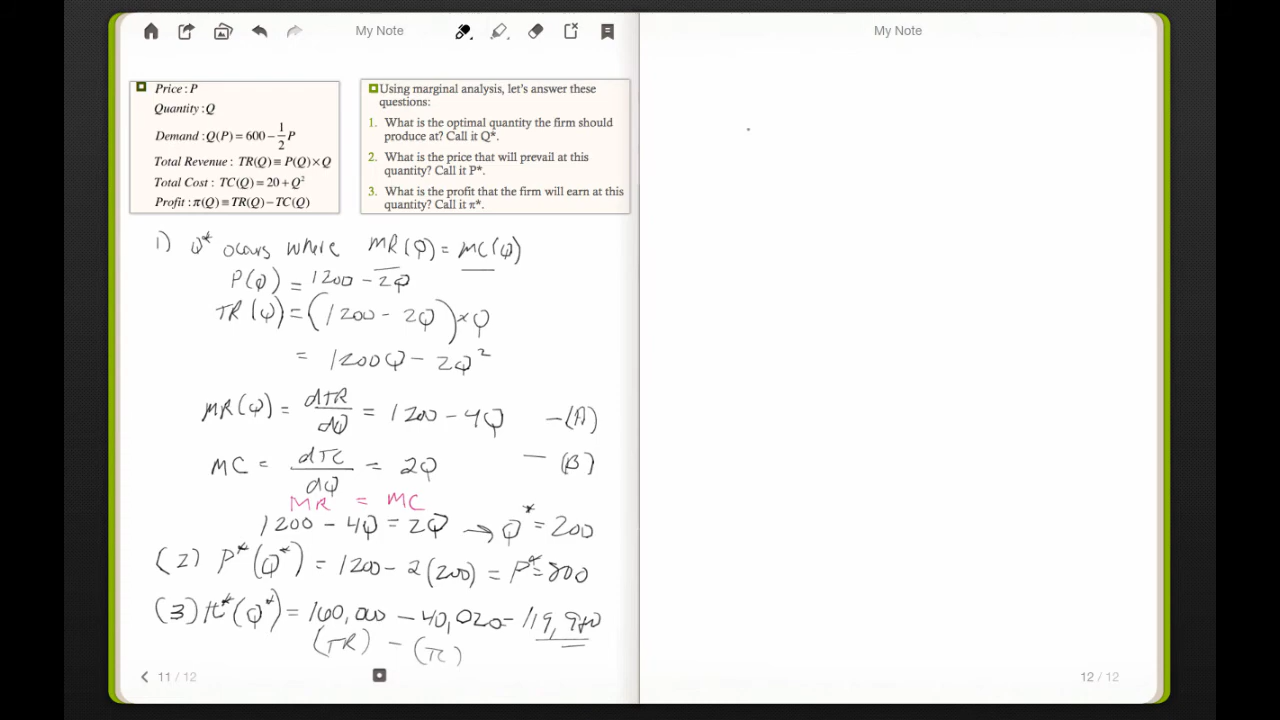 My Note
My Note
Price : P
Quantity : Q
Demand : Q(P) = 600 − 1/2 P
Total Revenue : TR(Q) ≡ P(Q) × Q
Total Cost : TC(Q) = 20 + Q²
Profit : π(Q) ≡ TR(Q) − TC(Q)
Using marginal analysis, let's answer these
questions:
1. What is the optimal quantity the firm should
produce at? Call it Q*.
2. What is the price that will prevail at this
quantity? Call it P*.
3. What is the profit that the firm will earn at this
quantity? Call it π*.
1) Q* occurs where MR(Q) = MC(Q)
P(Q) = 1200 − 2Q
TR(Q) = (1200 − 2Q) × Q
= 1200Q − 2Q²
MR(Q) = dTR/dQ = 1200 − 4Q — (A)
MC = dTC/dQ = 2Q — (B)
MR = MC
1200 − 4Q = 2Q → Q* = 200
(2) P*(Q*) = 1200 − 2(200) = P* = 800
(3) π*(Q*) = 160,000 − 40,020 = 119,980
(TR) − (TC)
11 / 12
12 / 12